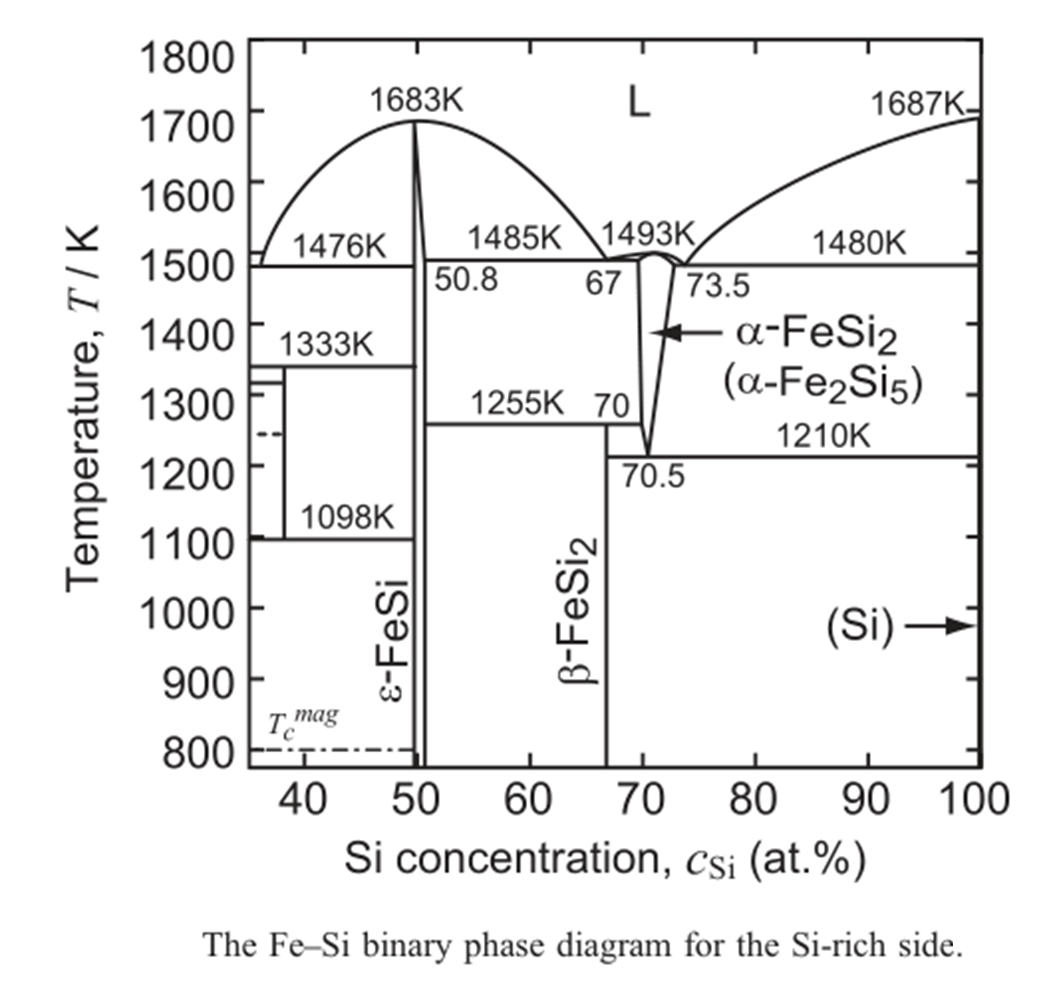 1800
1700
1600
1500
1400
1300
1200
1100
1000
900
800
Temperature, T / K
1683K
L
1687K
1476K
1485K
1493K
1480K
50.8
67
73.5
α-FeSi2
(α-Fe2Si5)
1333K
1255K
70
1210K
70.5
1098K
ε-FeSi
β-FeSi2
(Si)
Tc mag
40 50 60 70 80 90 100
Si concentration, cSi (at.%)
The Fe–Si binary phase diagram for the Si-rich side.